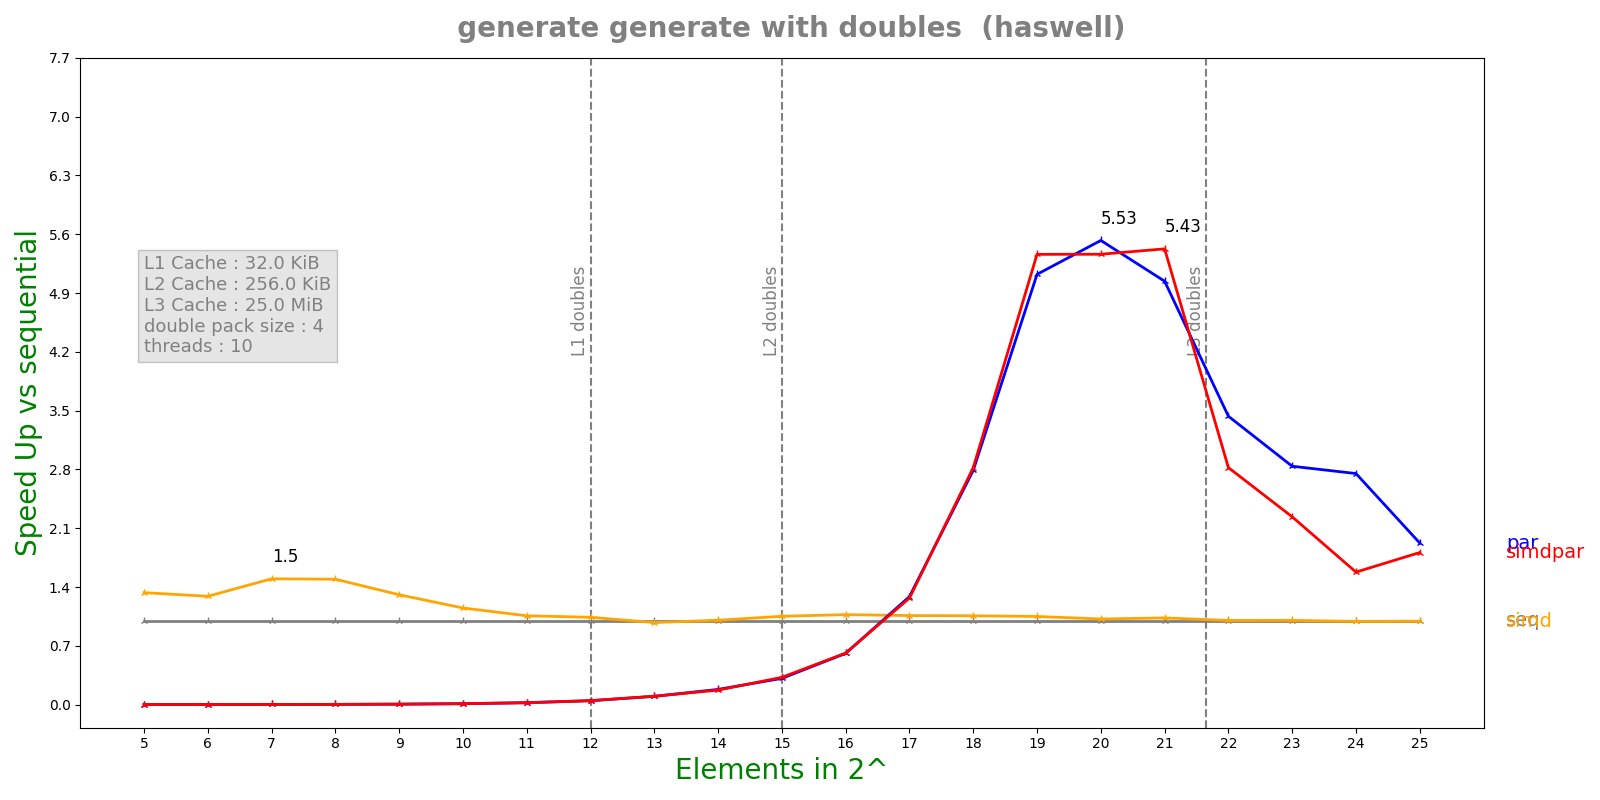 generate generate with doubles (haswell)
7.7
7.0
6.3
5.6
4.9
4.2
3.5
2.8
2.1
1.4
0.7
0.0
Speed Up vs sequential
L1 Cache : 32.0 KiB
L2 Cache : 256.0 KiB
L3 Cache : 25.0 MiB
double pack size : 4
threads : 10
L1 doubles
L2 doubles
L3 doubles
1.5
5.53
5.43
par
simdpar
seq
simd
5 6 7 8 9 10 11 12 13 14 15 16 17 18 19 20 21 22 23 24 25
Elements in 2^